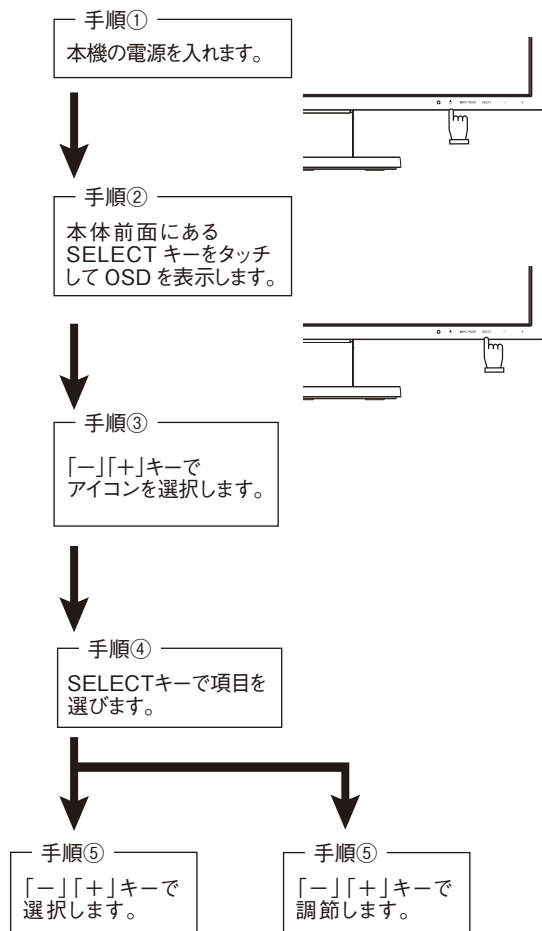 手順①
本機の電源を入れます。
手順②
本体前面にある
SELECT キーをタッチ
して OSD を表示します。
手順③
「－」「＋」キーで
アイコンを選択します。
手順④
SELECTキーで項目を
選びます。
手順⑤
「－」「＋」キーで
選択します。
手順⑤
「－」「＋」キーで
調節します。